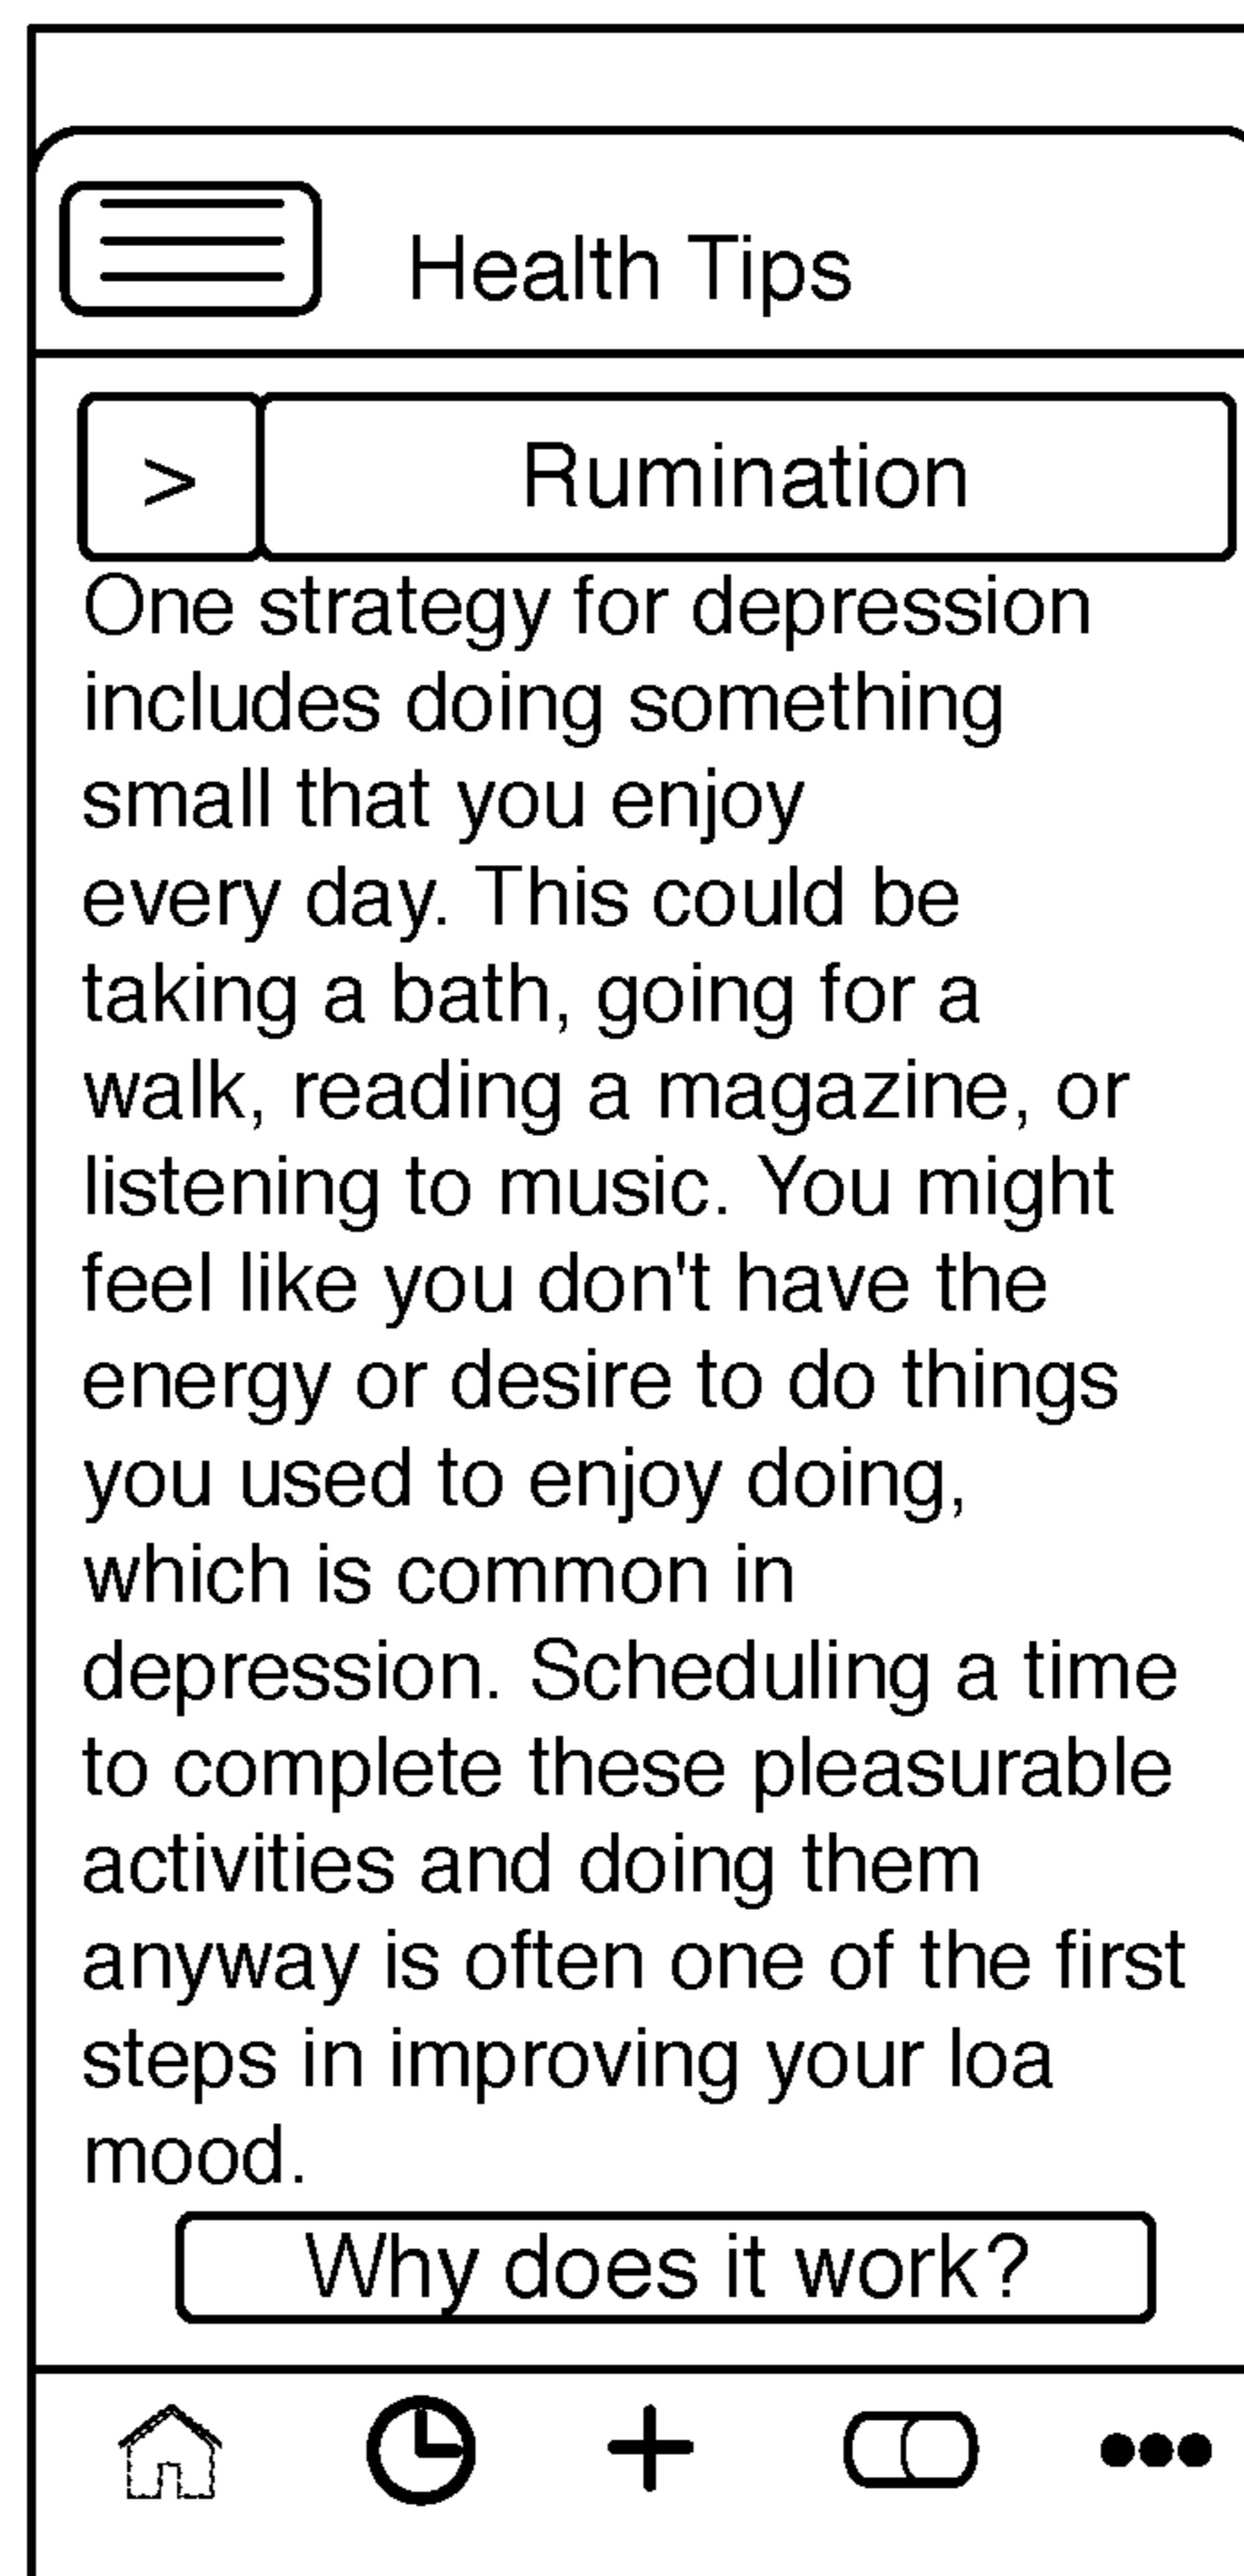 Health Tips
>
Rumination
One strategy for depression
includes doing something
small that you enjoy
every day. This could be
taking a bath, going for a
walk, reading a magazine, or
listening to music. You might
feel like you don't have the
energy or desire to do things
you used to enjoy doing,
which is common in
depression. Scheduling a time
to complete these pleasurable
activities and doing them
anyway is often one of the first
steps in improving your loa
mood.
Why does it work?